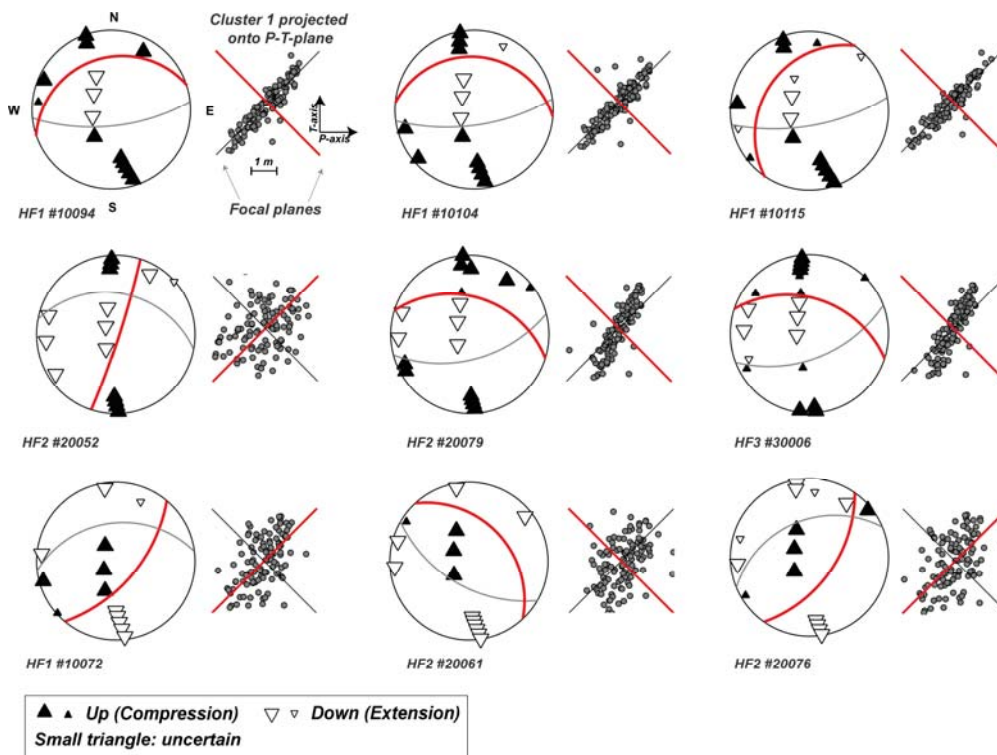 N
W
E
S
Cluster 1 projected
onto P-T-plane
T-axis
P-axis
1 m
Focal planes
HF1 #10094
HF1 #10104
HF1 #10115
HF2 #20052
HF2 #20079
HF3 #30006
HF1 #10072
HF2 #20061
HF2 #20076
Up (Compression)
Down (Extension)
Small triangle: uncertain